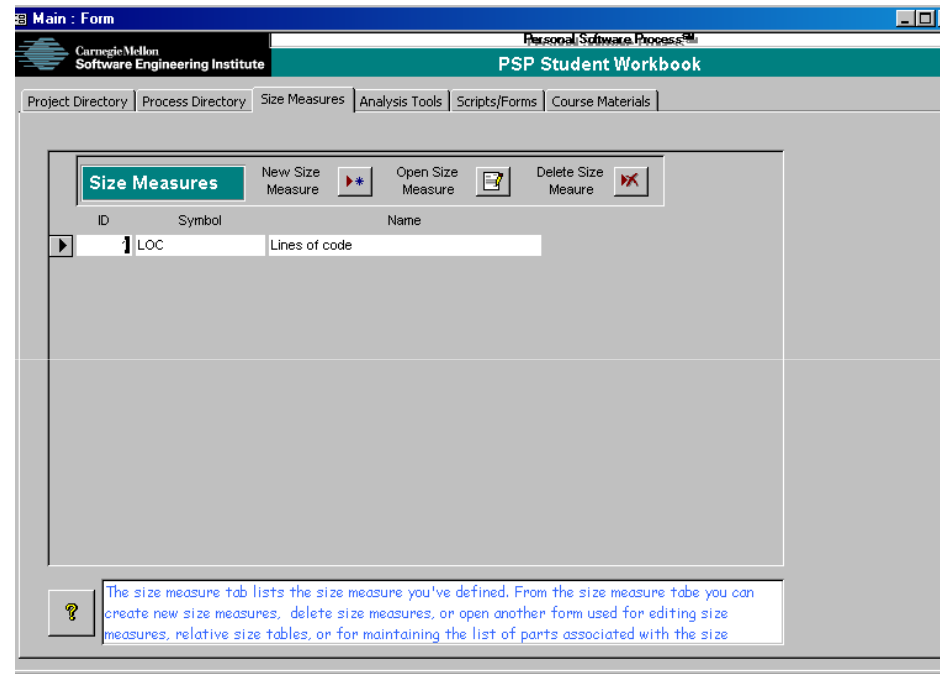 Main : Form
Personal Software Process℠
CarnegieMellon
Software Engineering Institute
PSP Student Workbook
Project Directory Process Directory Size Measures Analysis Tools Scripts/Forms Course Materials
Size Measures
New Size
Measure
Open Size
Measure
Delete Size
Meaure
ID Symbol Name
1 LOC Lines of code
The size measure tab lists the size measure you've defined. From the size measure tabe you can
create new size measures, delete size measures, or open another form used for editing size
measures, relative size tables, or for maintaining the list of parts associated with the size